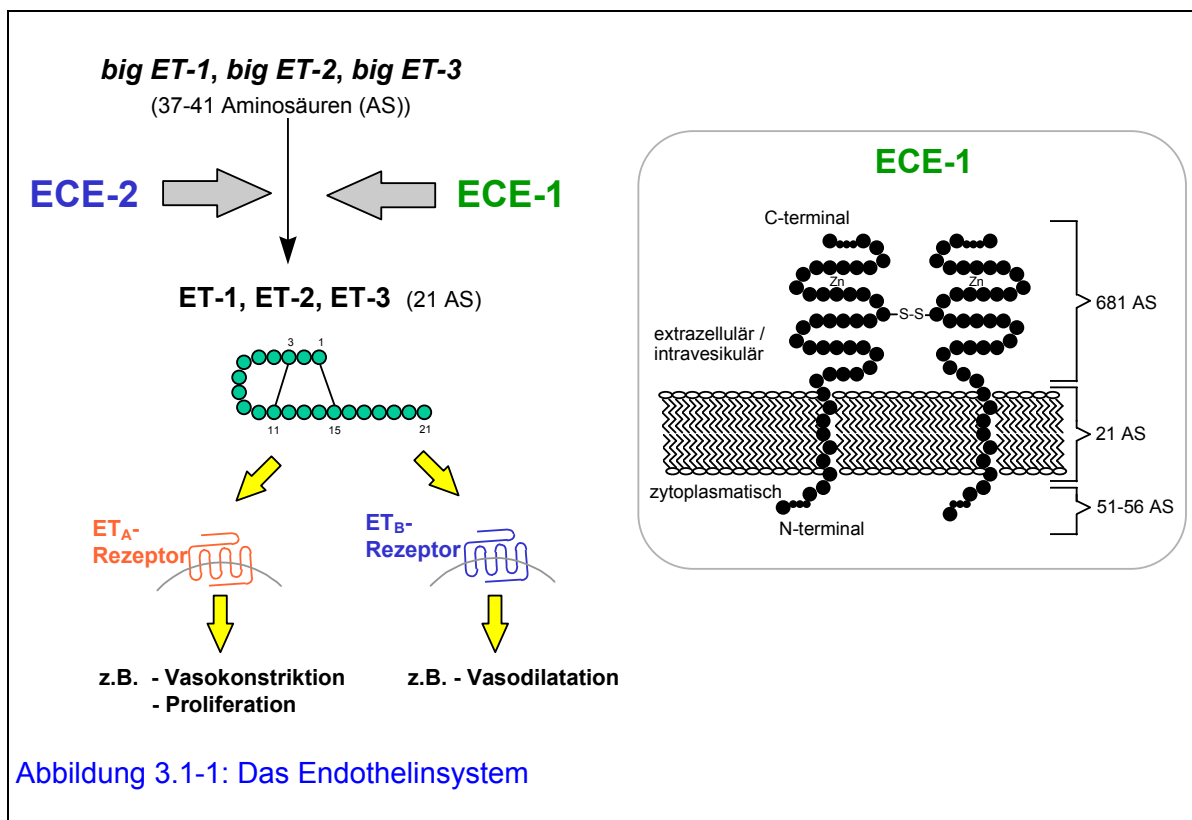 big ET-1, big ET-2, big ET-3
(37-41 Aminosäuren (AS))
ECE-2
ECE-1
ET-1, ET-2, ET-3 (21 AS)
3
1
11
15
21
ETA-
Rezeptor
ETB-
Rezeptor
z.B. - Vasokonstriktion
- Proliferation
z.B. - Vasodilatation
ECE-1
C-terminal
Zn
Zn
S-S
681 AS
extrazellulär /
intravesikulär
21 AS
zytoplasmatisch
51-56 AS
N-terminal
Abbildung 3.1-1: Das Endothelinsystem